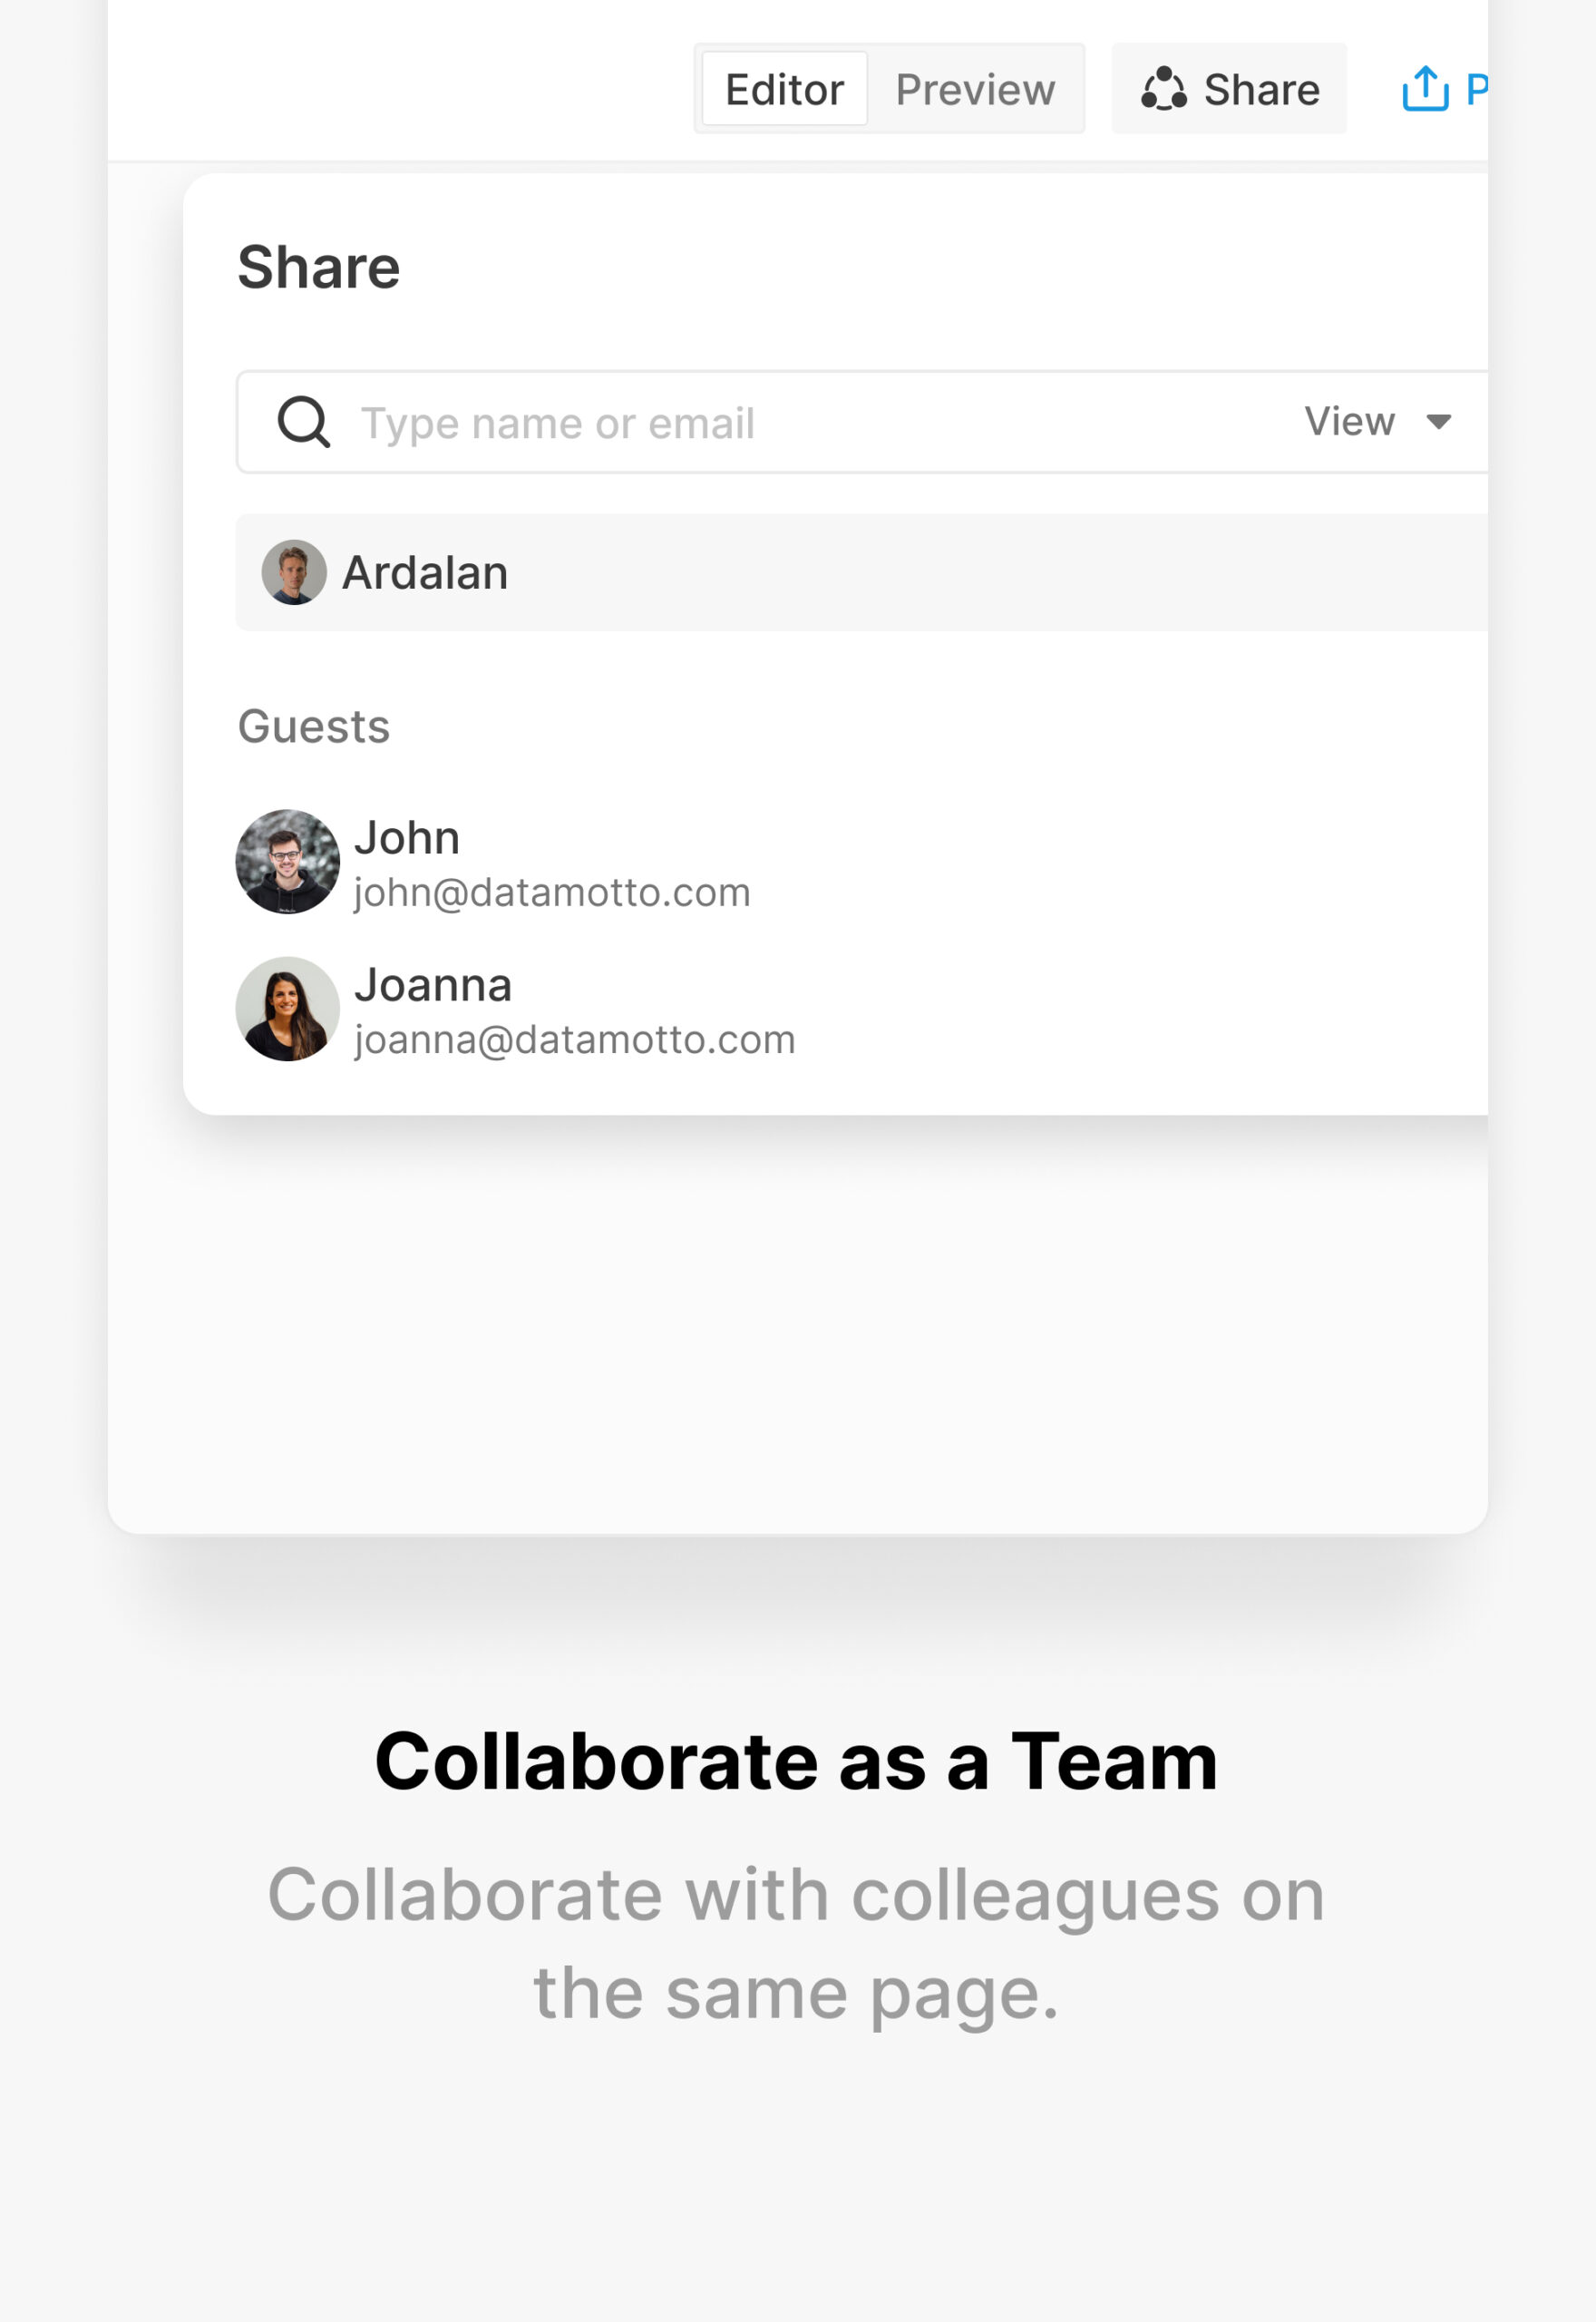 Editor Preview Share P
Share
Type name or email View
Ardalan
Guests
John
john@datamotto.com
Joanna
joanna@datamotto.com
Collaborate as a Team
Collaborate with colleagues on
the same page.